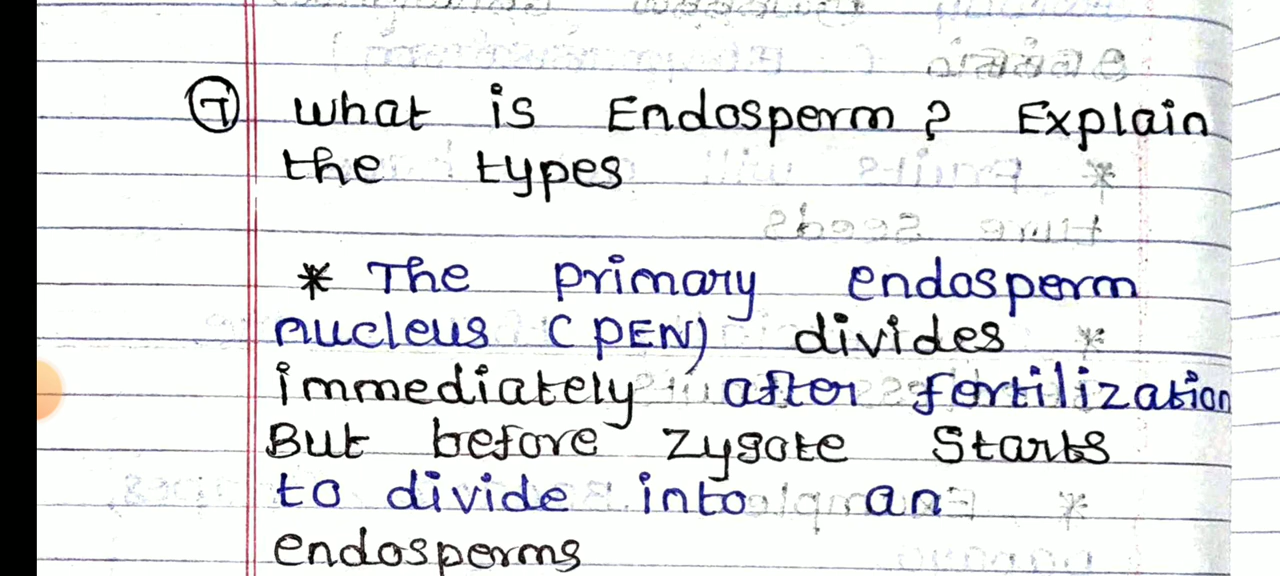 7 What is Endosperm? Explain
the types
* The primary endosperm
nucleus (PEN) divides
immediately after fertilization
But before zygote starts
to divide into an
endosperms